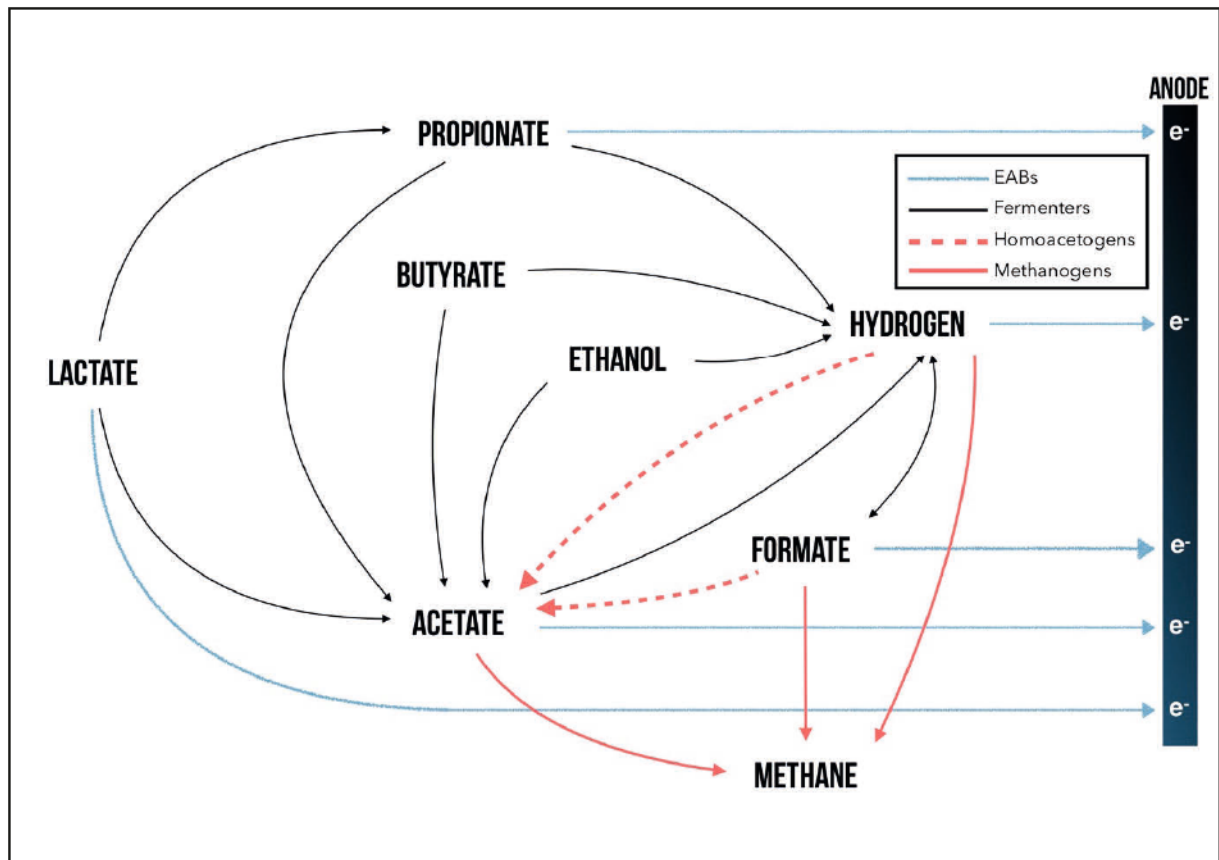 ANODE
PROPIONATE
e-
EABs
Fermenters
Homoacetogens
Methanogens
BUTYRATE
HYDROGEN
e-
ETHANOL
LACTATE
FORMATE
e-
ACETATE
e-
e-
METHANE